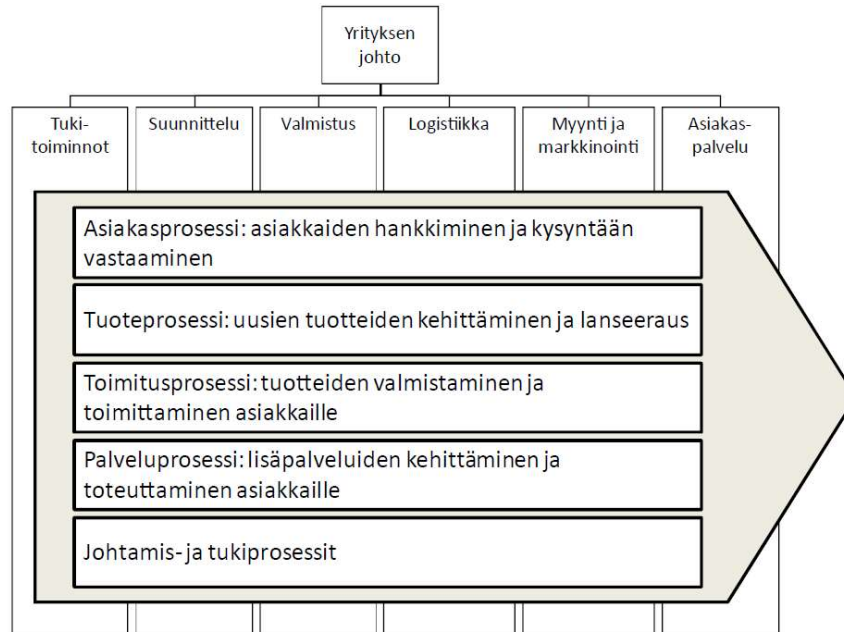 Yrityksen
johto
Tuki-
toiminnot
Suunnittelu
Valmistus
Logistiikka
Myynti ja
markkinointi
Asiakas-
palvelu
Asiakasprosessi: asiakkaiden hankkiminen ja kysyntään
vastaaminen
Tuoteprosessi: uusien tuotteiden kehittäminen ja lanseeraus
Toimitusprosessi: tuotteiden valmistaminen ja
toimittaminen asiakkaille
Palveluprosessi: lisäpalveluiden kehittäminen ja
toteuttaminen asiakkaille
Johtamis- ja tukiprosessit